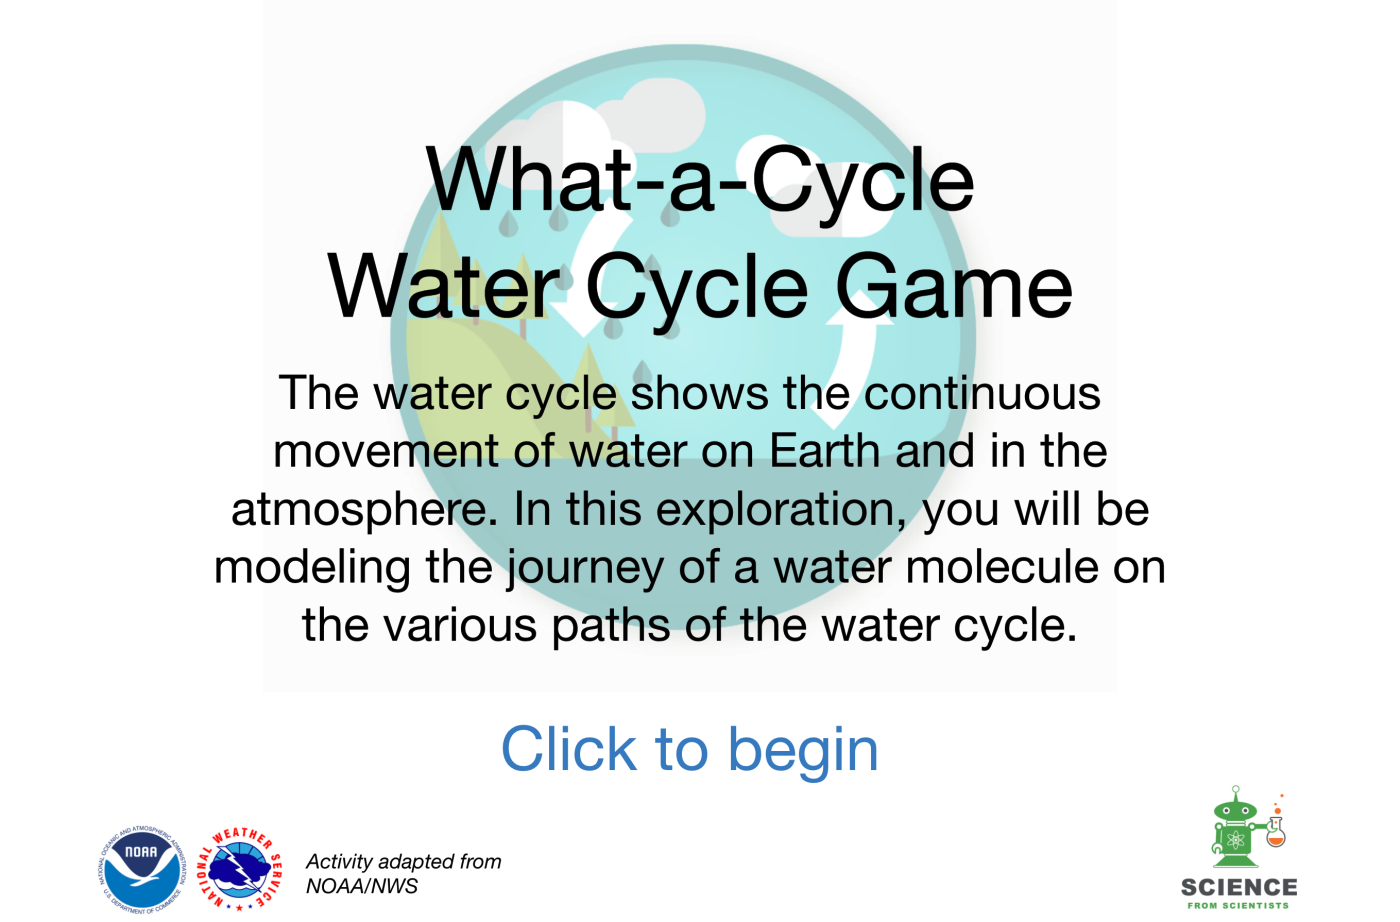 What-a-Cycle
Water Cycle Game
The water cycle shows the continuous
movement of water on Earth and in the
atmosphere. In this exploration, you will be
modeling the journey of a water molecule on
the various paths of the water cycle.
Click to begin
NATIONAL OCEANIC AND ATMOSPHERIC ADMINISTRATION
NOAA
U.S. DEPARTMENT OF COMMERCE
NATIONAL WEATHER SERVICE
Activity adapted from
NOAA/NWS
SCIENCE
FROM SCIENTISTS